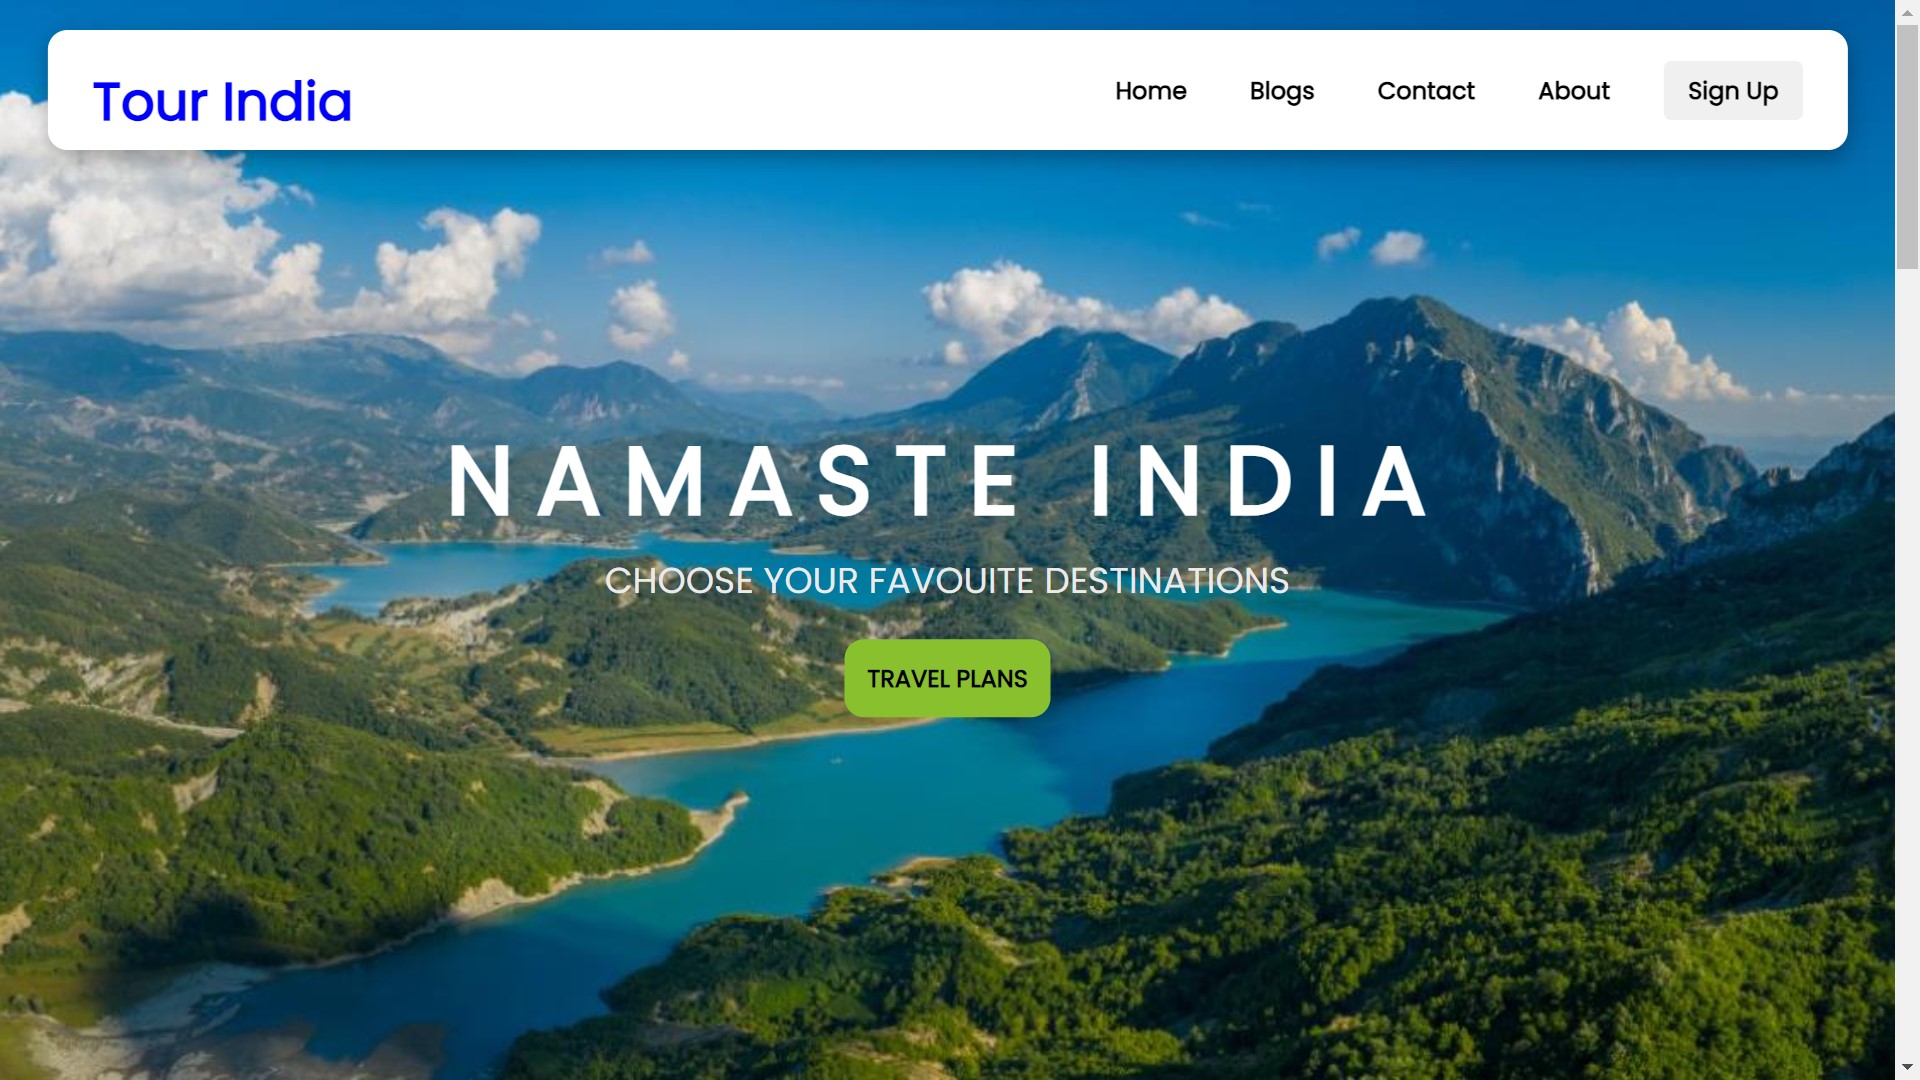 Tour India
Home Blogs Contact About Sign Up
NAMASTE INDIA
CHOOSE YOUR FAVOUITE DESTINATIONS
TRAVEL PLANS